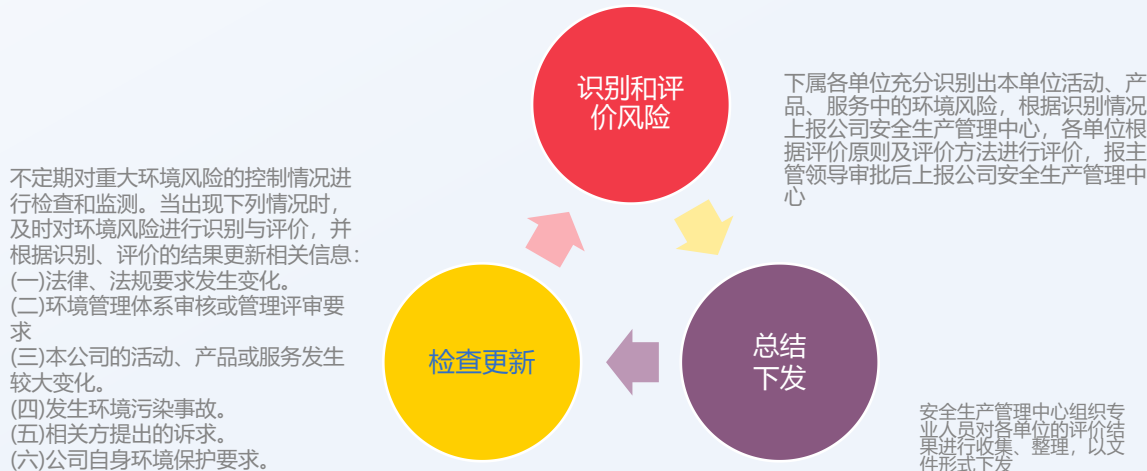 识别和评
价风险
下属各单位充分识别出本单位活动、产
品、服务中的环境风险，根据识别情况
上报公司安全生产管理中心，各单位根
据评价原则及评价方法进行评价，报主
管领导审批后上报公司安全生产管理中
心
总结
下发
安全生产管理中心组织专
业人员对各单位的评价结
果进行收集、整理，以文
件形式下发
检查更新
不定期对重大环境风险的控制情况进
行检查和监测。当出现下列情况时，
及时对环境风险进行识别与评价，并
根据识别、评价的结果更新相关信息：
(一)法律、法规要求发生变化。
(二)环境管理体系审核或管理评审要
求
(三)本公司的活动、产品或服务发生
较大变化。
(四)发生环境污染事故。
(五)相关方提出的诉求。
(六)公司自身环境保护要求。